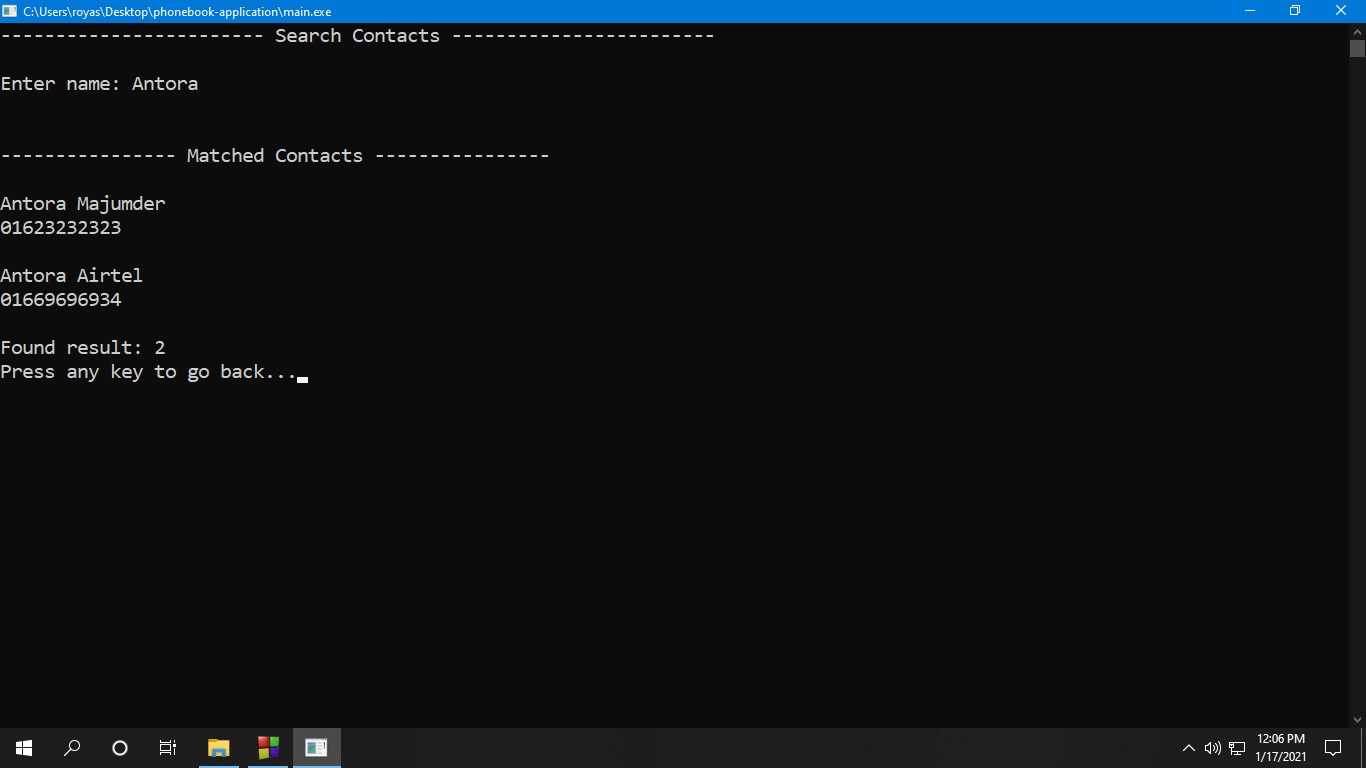 C:\Users\royas\Desktop\phonebook-application\main.exe
------------------------ Search Contacts ------------------------
Enter name: Antora
---------------- Matched Contacts ----------------
Antora Majumder
01623232323
Antora Airtel
01669696934
Found result: 2
Press any key to go back...
12:06 PM
1/17/2021